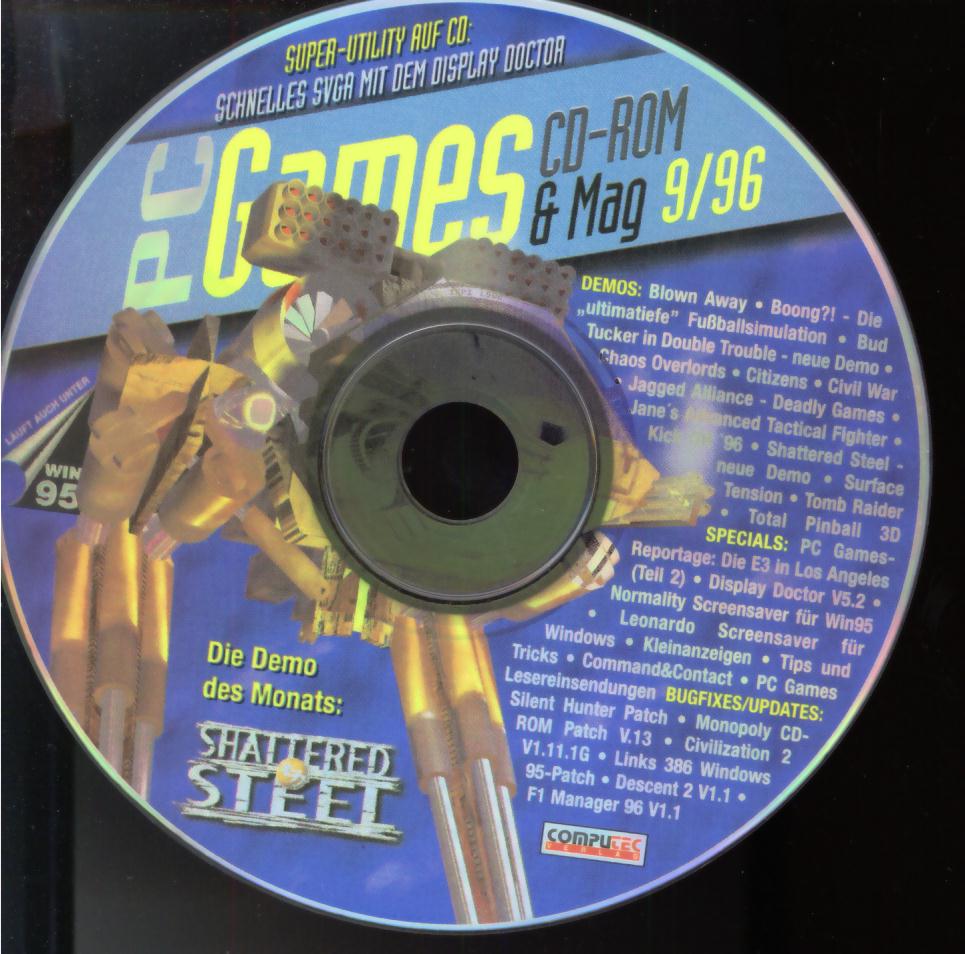 SUPER-UTILITY AUF CD:
SCHNELLES SVGA MIT DEM DISPLAY DOCTOR
PC Games CD-ROM
& Mag 9/96
LÄUFT AUCH UNTER
WIN
95
DEMOS: Blown Away • Boong?! - Die
„ultimatiefe” Fußballsimulation • Bud
Tucker in Double Trouble - neue Demo •
Chaos Overlords • Citizens • Civil War
• Jagged Alliance - Deadly Games •
Jane's Advanced Tactical Fighter •
Kick Off '96 • Shattered Steel -
neue Demo • Surface
Tension • Tomb Raider
• Total Pinball 3D
SPECIALS: PC Games-
Reportage: Die E3 in Los Angeles
(Teil 2) • Display Doctor V5.2 •
Normality Screensaver für Win95
• Leonardo Screensaver für
Windows • Kleinanzeigen • Tips und
Tricks • Command&Contact • PC Games
Lesereinsendungen BUGFIXES/UPDATES:
Silent Hunter Patch • Monopoly CD-
ROM Patch V.13 • Civilization 2
V1.11.1G • Links 386 Windows
95-Patch • Descent 2 V1.1 •
F1 Manager 96 V1.1
Die Demo
des Monats:
SHATTERED
STEEL
COMPUTEC
VERLAG